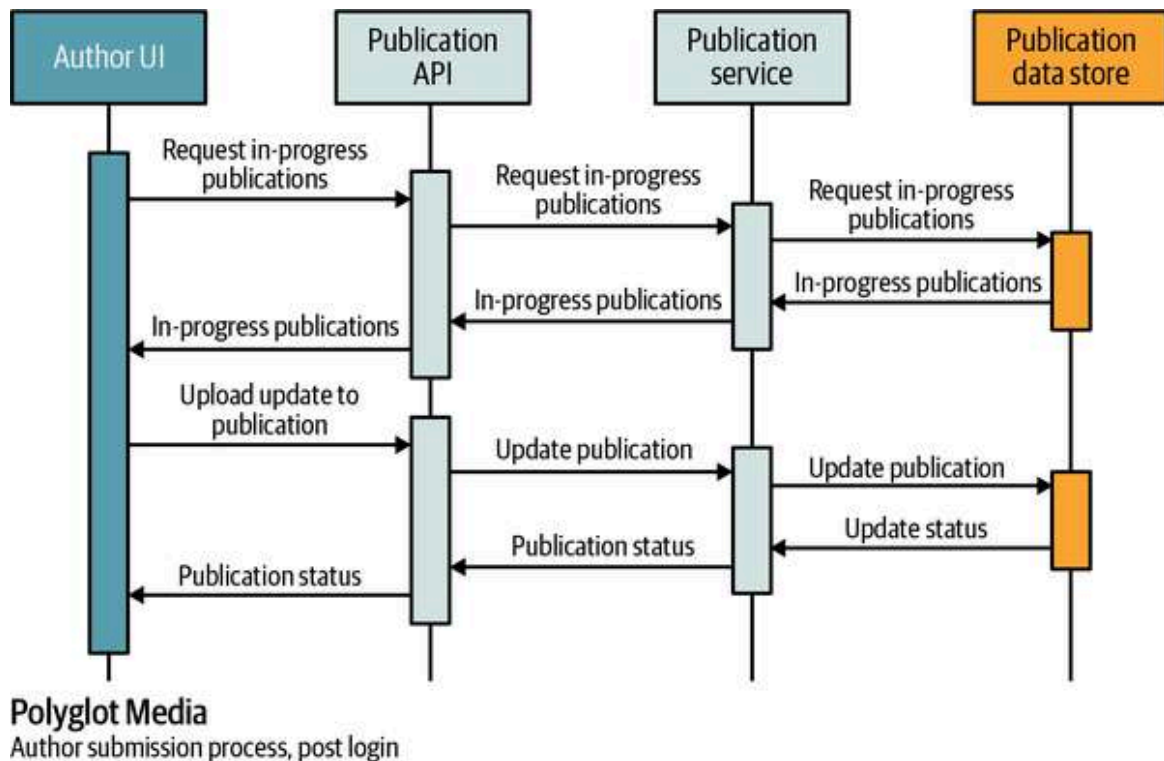 Author UI
Publication
API
Publication
service
Publication
data store
Request in-progress
publications
Request in-progress
publications
Request in-progress
publications
In-progress publications
In-progress publications
In-progress publications
Upload update to
publication
Update publication
Update publication
Update status
Publication status
Publication status
Polyglot Media
Author submission process, post login